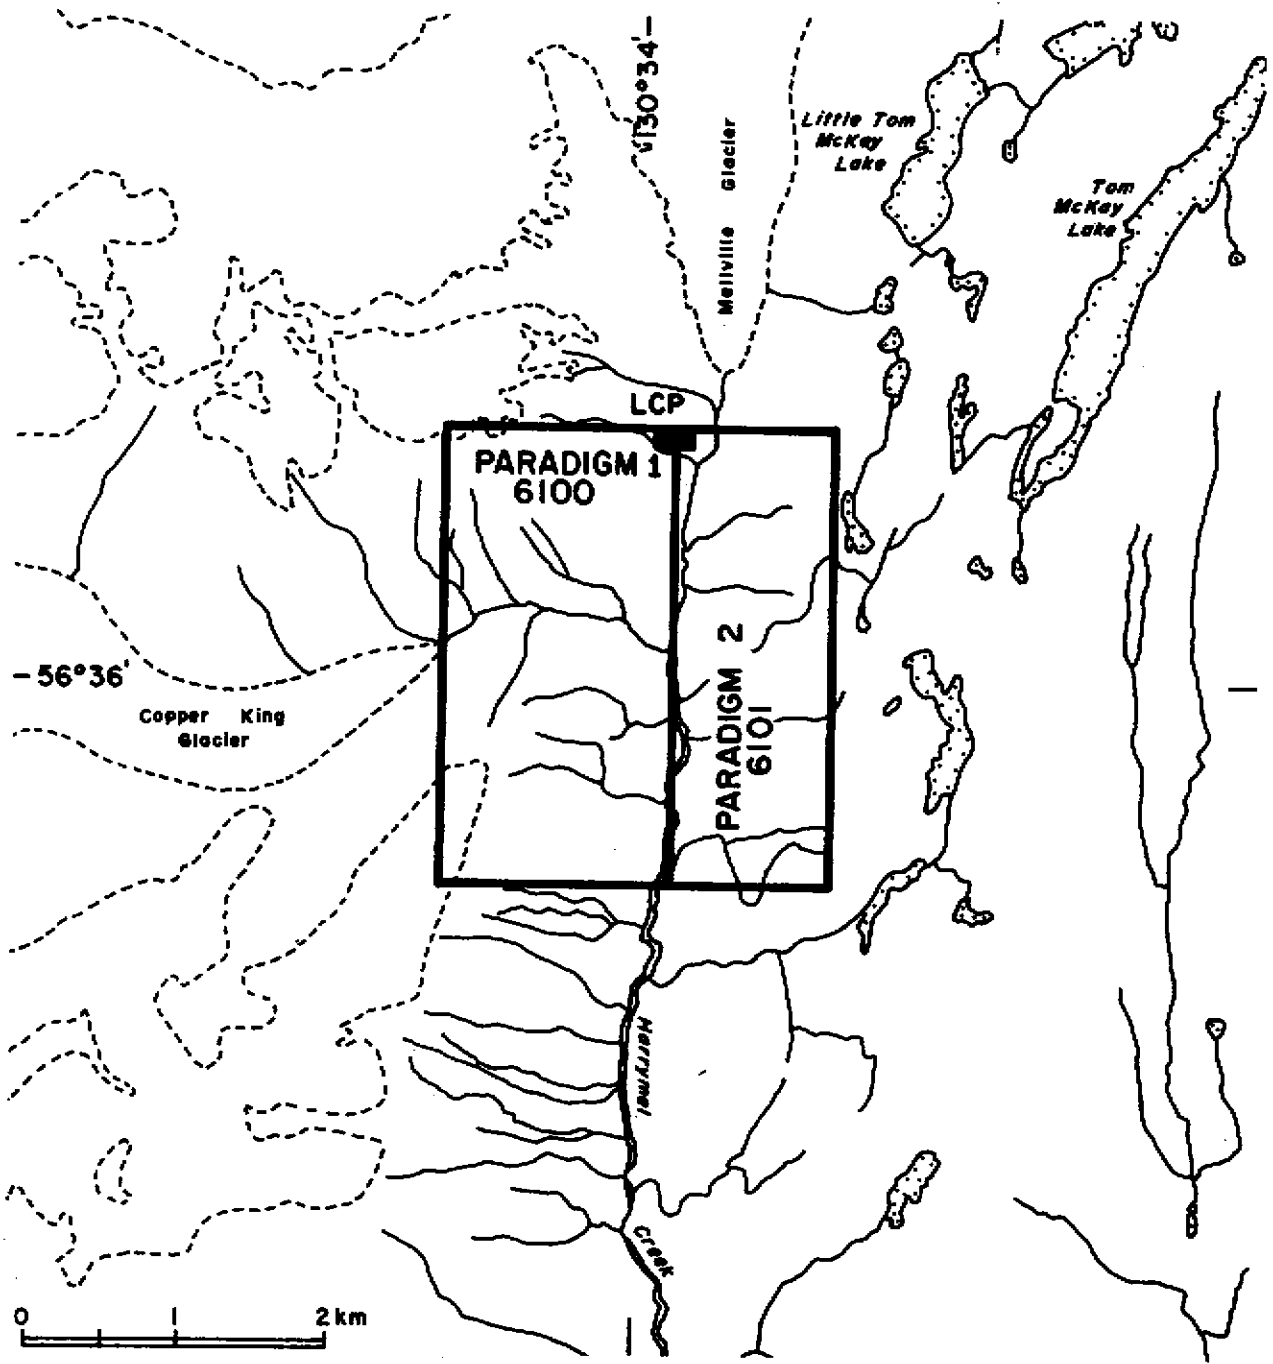 130°34'
Melville Glacier
Little Tom
McKay
Lake
Tom
McKay
Lake
LCP
PARADIGM 1
6100
PARADIGM 2
6101
56°36'
Copper King
Glacier
Harrymel
Creek
0 1 2 km